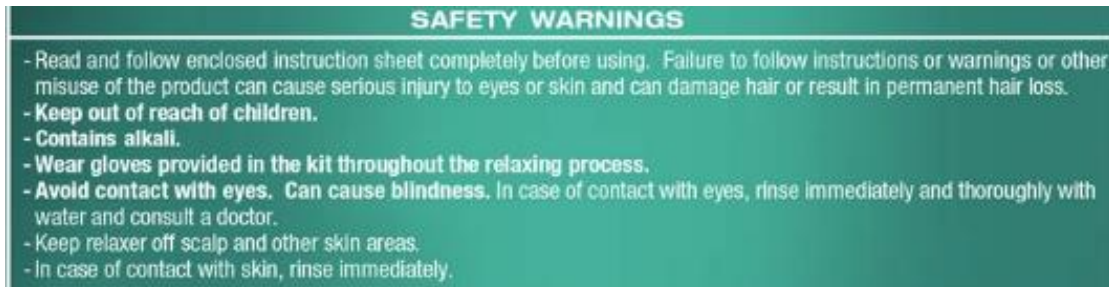 SAFETY WARNINGS
- Read and follow enclosed instruction sheet completely before using. Failure to follow instructions or warnings or other
misuse of the product can cause serious injury to eyes or skin and can damage hair or result in permanent hair loss.
- Keep out of reach of children.
- Contains alkali.
- Wear gloves provided in the kit throughout the relaxing process.
- Avoid contact with eyes. Can cause blindness. In case of contact with eyes, rinse immediately and thoroughly with
water and consult a doctor.
- Keep relaxer off scalp and other skin areas.
- In case of contact with skin, rinse immediately.